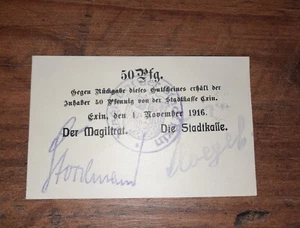 50 Pfg.
Gegen Rückgabe dieses Gutscheines erhält der
Inhaber 50 Pfennig von der Stadtkasse Exin.
Exin, den 1. November 1916.
Der Magistrat. Die Stadtkasse.